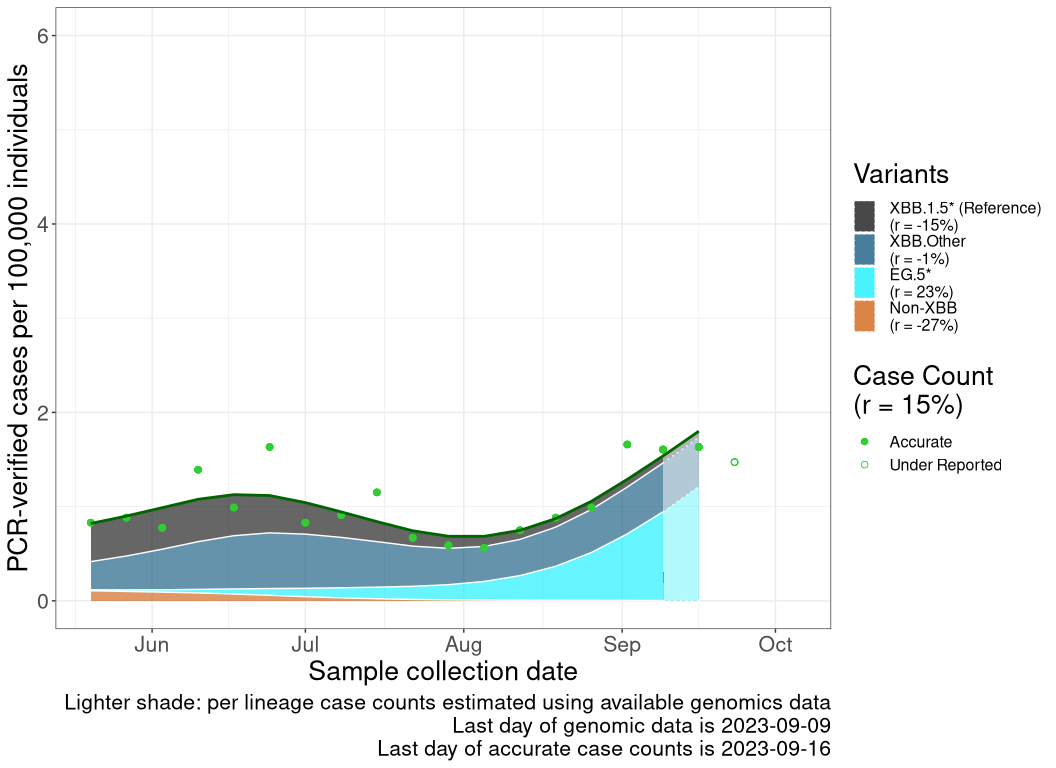 PCR-verified cases per 100,000 individuals
6
4
2
0
Jun Jul Aug Sep Oct
Sample collection date
Lighter shade: per lineage case counts estimated using available genomics data
Last day of genomic data is 2023-09-09
Last day of accurate case counts is 2023-09-16
Variants
XBB.1.5* (Reference)
(r = -15%)
XBB.Other
(r = -1%)
EG.5*
(r = 23%)
Non-XBB
(r = -27%)
Case Count
(r = 15%)
Accurate
Under Reported